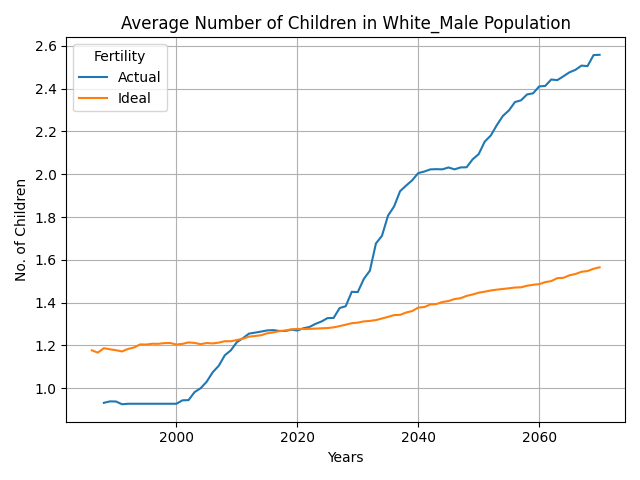 Average Number of Children in White_Male Population
Fertility
Actual
Ideal
No. of Children
2.6
2.4
2.2
2.0
1.8
1.6
1.4
1.2
1.0
2000 2020 2040 2060
Years